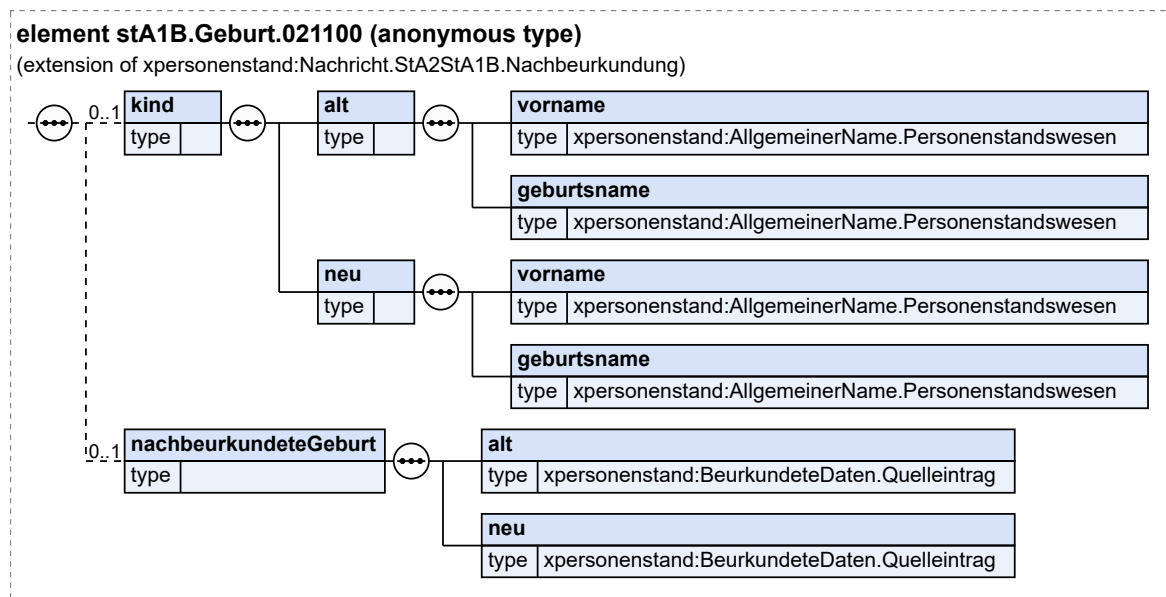 element stA1B.Geburt.021100 (anonymous type)
(extension of xpersonenstand:Nachricht.StA2StA1B.Nachbeurkundung)
0..1
kind
type
alt
type
vorname
type xpersonenstand:AllgemeinerName.Personenstandswesen
geburtsname
type xpersonenstand:AllgemeinerName.Personenstandswesen
neu
type
vorname
type xpersonenstand:AllgemeinerName.Personenstandswesen
geburtsname
type xpersonenstand:AllgemeinerName.Personenstandswesen
0..1
nachbeurkundeteGeburt
type
alt
type xpersonenstand:BeurkundeteDaten.Quelleintrag
neu
type xpersonenstand:BeurkundeteDaten.Quelleintrag